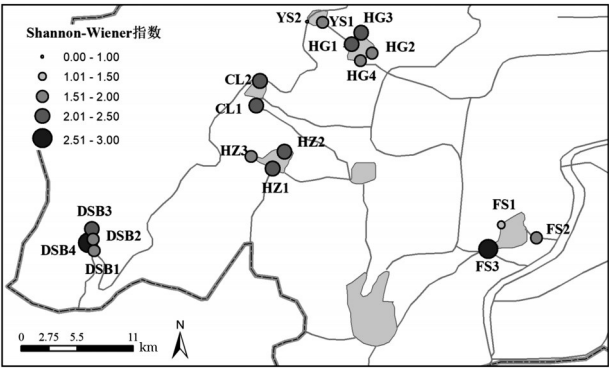 Shannon-Wiener指数
0.00 - 1.00
1.01 - 1.50
1.51 - 2.00
2.01 - 2.50
2.51 - 3.00
YS2
YS1
HG3
HG1
HG2
HG4
CL2
CL1
HZ3
HZ2
HZ1
DSB3
DSB2
DSB4
DSB1
FS1
FS2
FS3
0 2.75 5.5 11
km
N